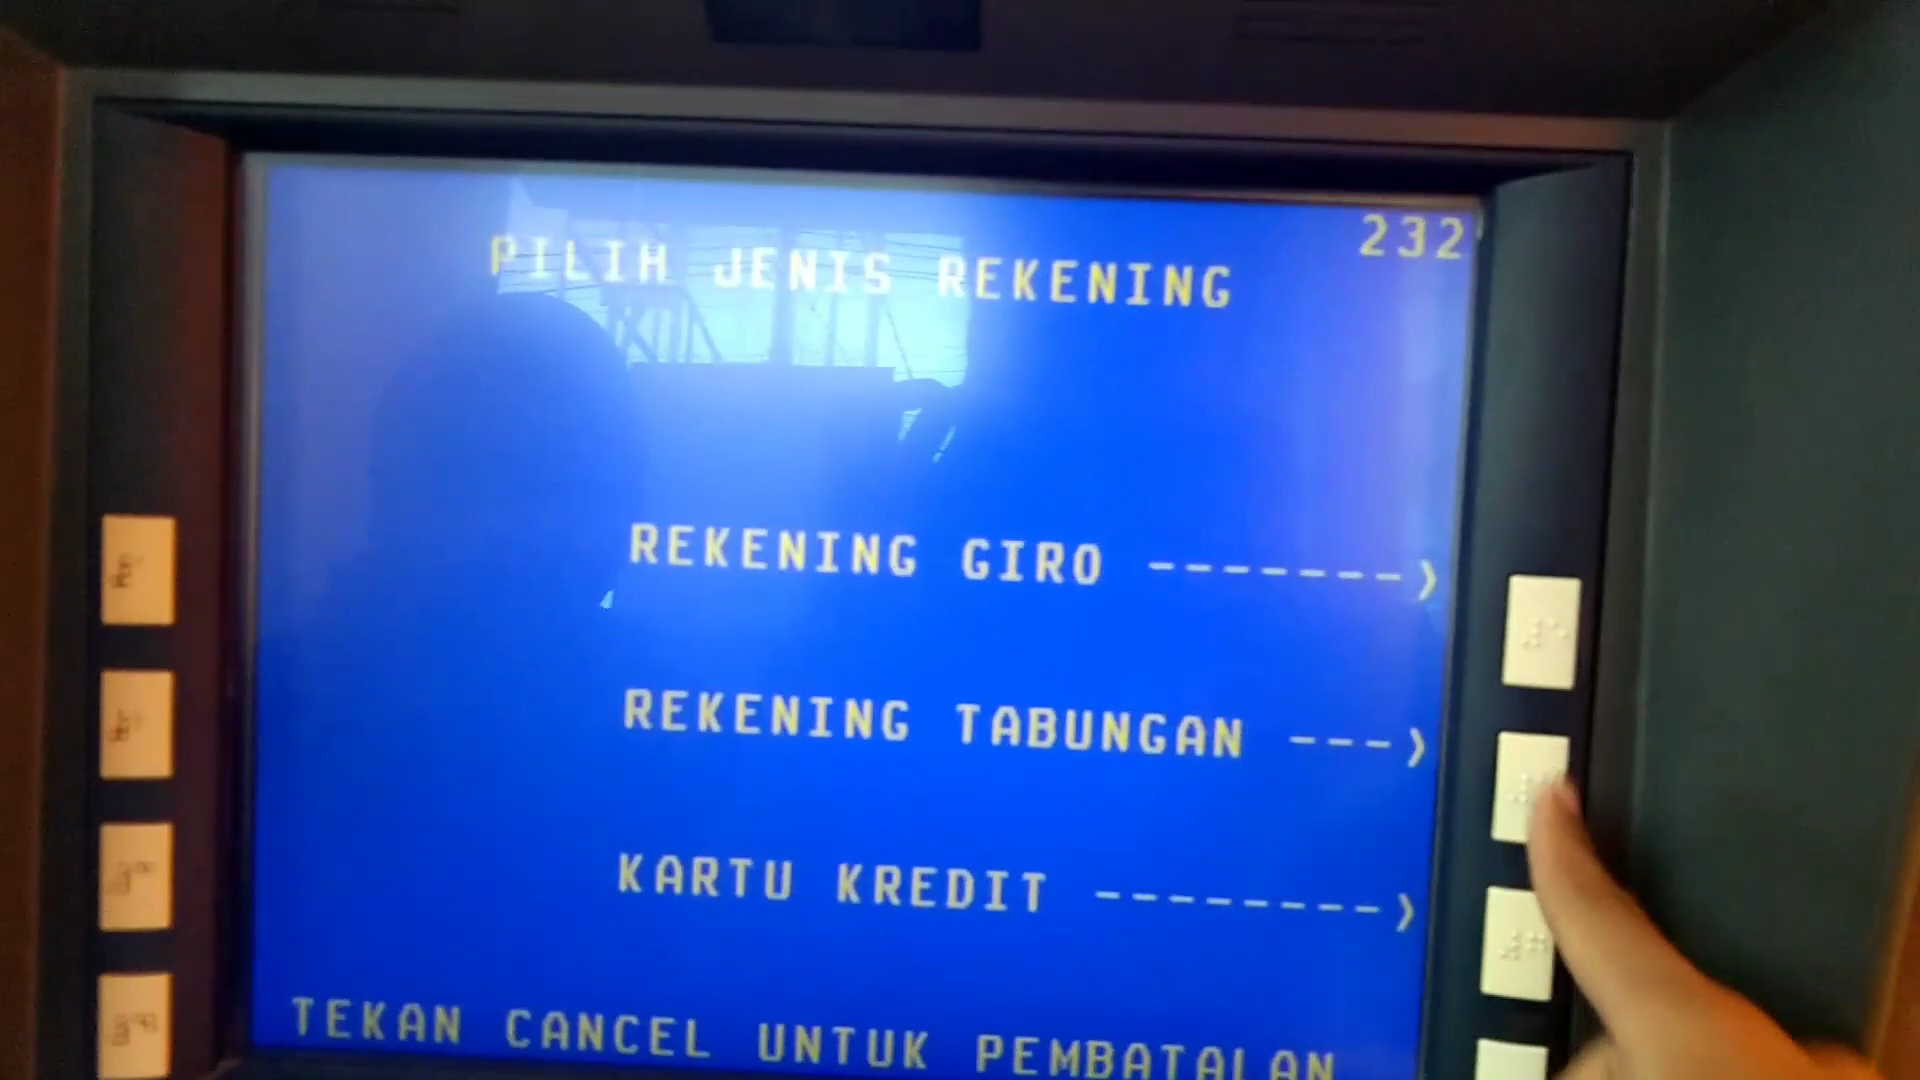 232
PILIH JENIS REKENING
REKENING GIRO ------->
REKENING TABUNGAN --->
KARTU KREDIT -------->
TEKAN CANCEL UNTUK PEMBATALAN